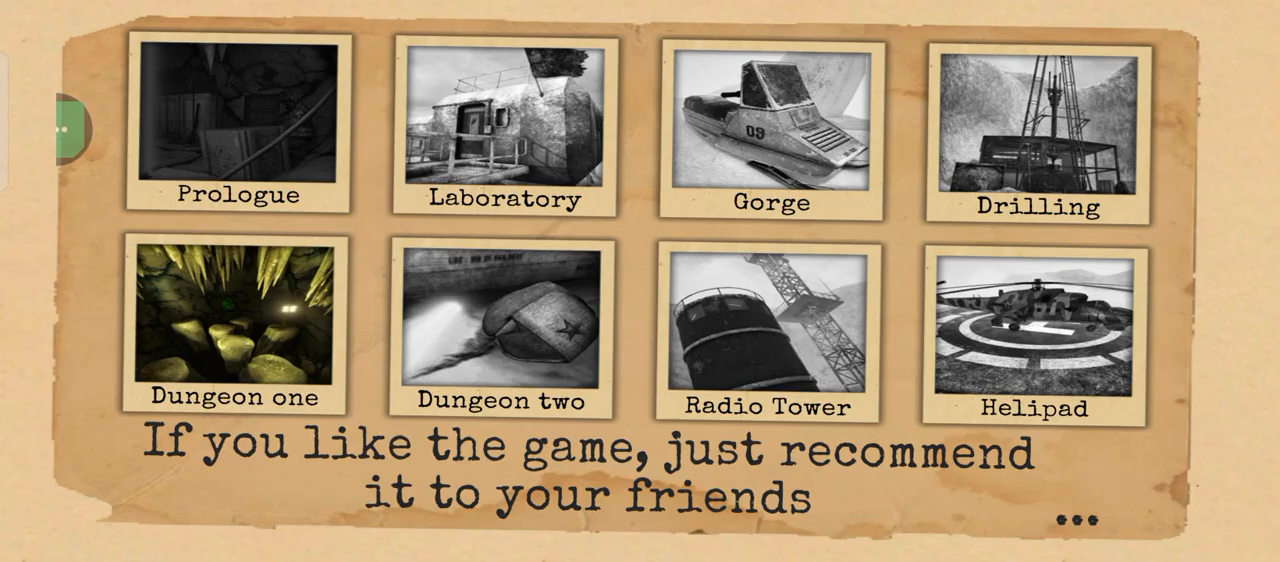 Prologue
Laboratory
09
Gorge
Drilling
Dungeon one
Dungeon two
Radio Tower
H
Helipad
If you like the game, just recommend
it to your friends
...